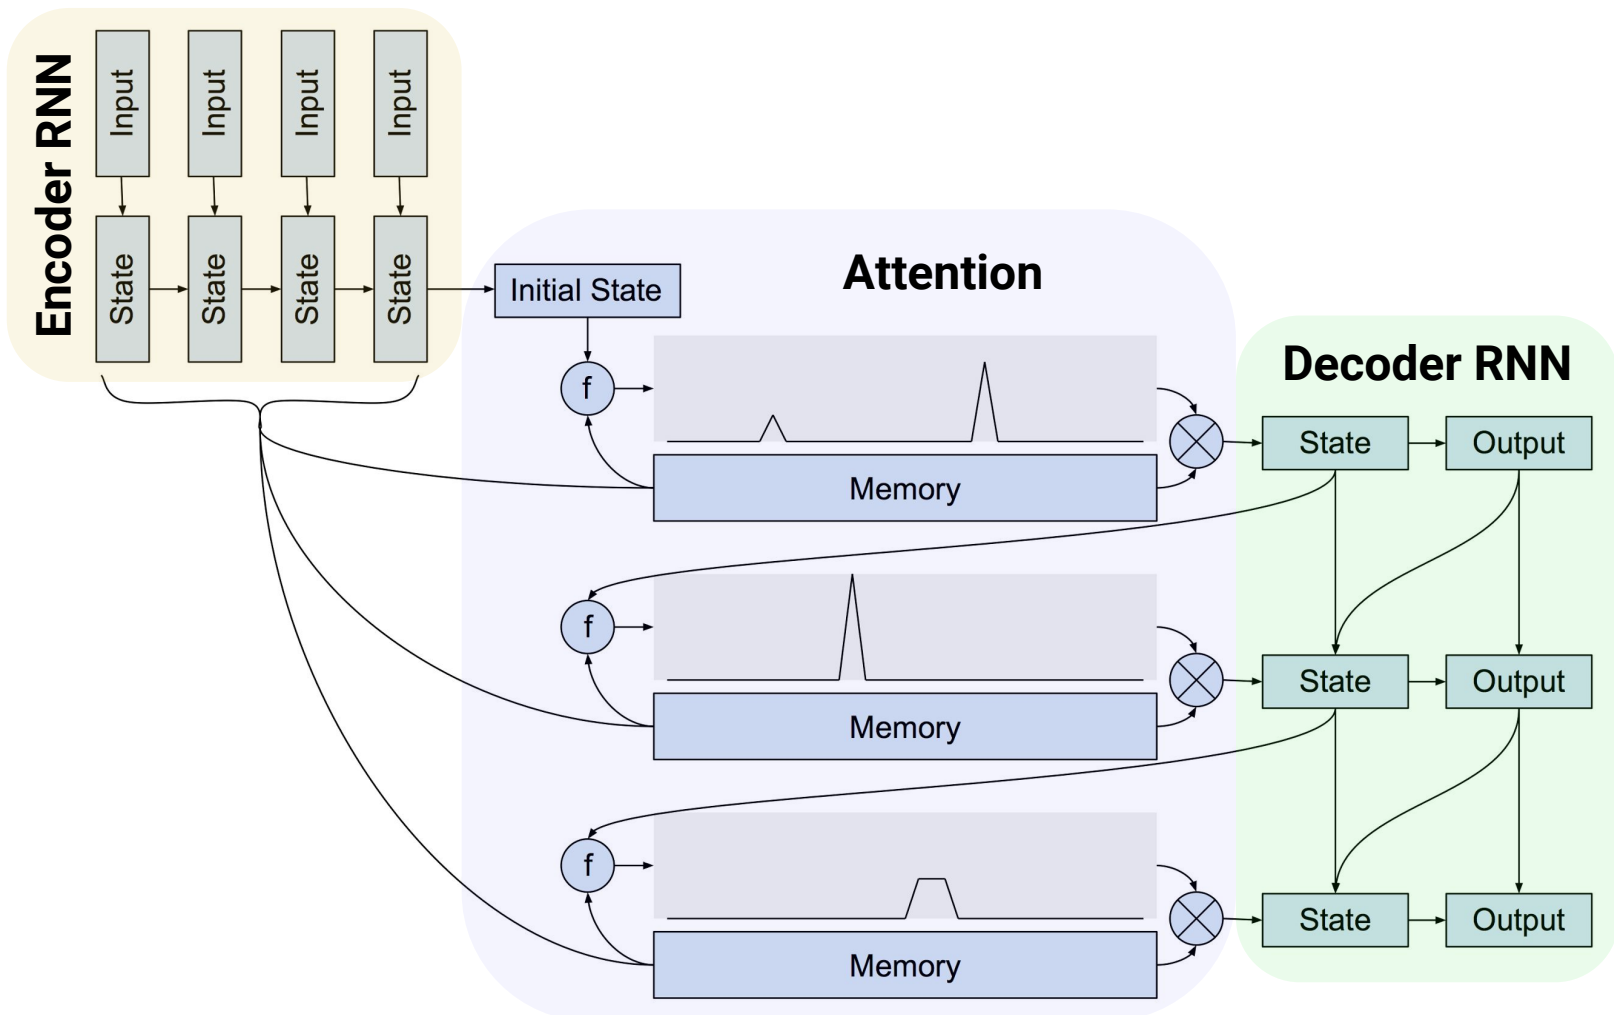 Encoder RNN
Input
Input
Input
Input
State
State
State
State
Initial State
Attention
f
Memory
f
Memory
f
Memory
Decoder RNN
State
Output
State
Output
State
Output